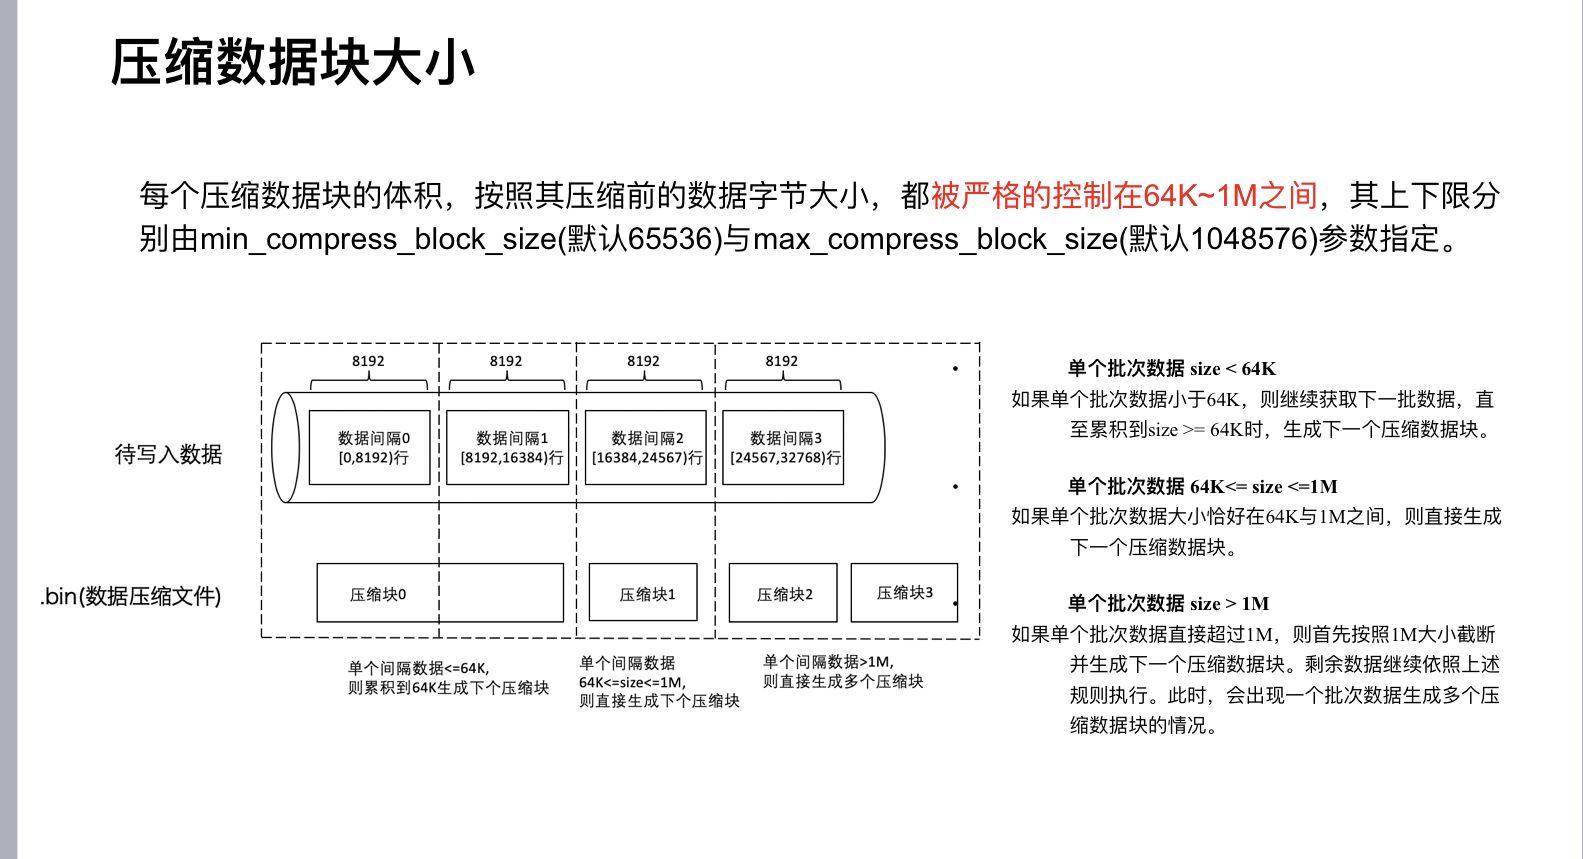 压缩数据块大小
每个压缩数据块的体积，按照其压缩前的数据字节大小，都被严格的控制在64K~1M之间，其上下限分
别由min_compress_block_size(默认65536)与max_compress_block_size(默认1048576)参数指定。
8192
8192
8192
8192
待写入数据
数据间隔0
[0,8192)行
数据间隔1
[8192,16384)行
数据间隔2
[16384,24567)行
数据间隔3
[24567,32768)行
.bin(数据压缩文件)
压缩块0
压缩块1
压缩块2
压缩块3
单个间隔数据<=64K,
则累积到64K生成下个压缩块
单个间隔数据
64K<=size<=1M,
则直接生成下个压缩块
单个间隔数据>1M,
则直接生成多个压缩块
• 单个批次数据 size < 64K
如果单个批次数据小于64K，则继续获取下一批数据，直
至累积到size >= 64K时，生成下一个压缩数据块。
• 单个批次数据 64K<= size <=1M
如果单个批次数据大小恰好在64K与1M之间，则直接生成
下一个压缩数据块。
• 单个批次数据 size > 1M
如果单个批次数据直接超过1M，则首先按照1M大小截断
并生成下一个压缩数据块。剩余数据继续依照上述
规则执行。此时，会出现一个批次数据生成多个压
缩数据块的情况。